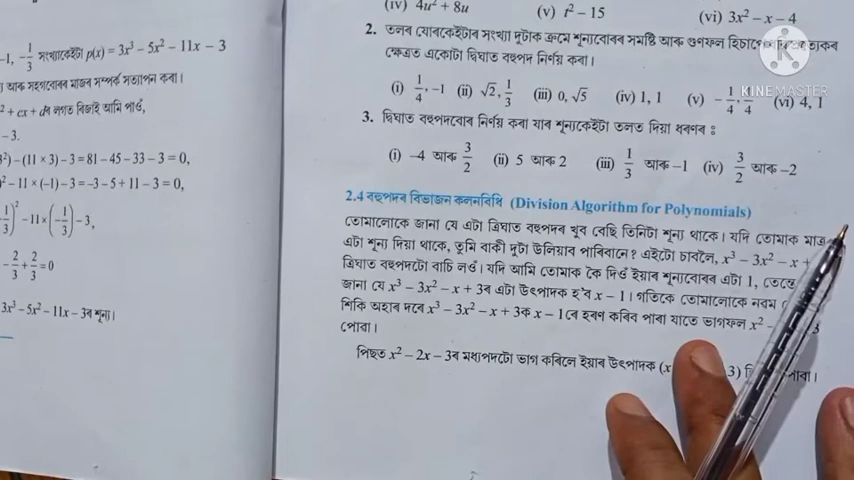 -1, -1/3 সংখ্যাকেইটা p(x) = 3x³ – 5x² – 11x – 3
আৰু সহগবোৰৰ মাজৰ সম্পৰ্ক সত্যাপন কৰা।
+ cx + dৰ লগত ৰিজাই আমি পাওঁ,
–3.
²) – (11 × 3) – 3 = 81 – 45 – 33 – 3 = 0,
² – 11 × (–1) – 3 = –3 – 5 + 11 – 3 = 0,
1/3)² – 11 × (–1/3) – 3,
– 2/3 + 2/3 = 0
3x³ – 5x² – 11x – 3ৰ শূন্য।
(iv) 4u² + 8u (v) t² – 15 (vi) 3x² – x – 4
2. তলৰ যোৰকেইটাৰ সংখ্যা দুটাক ক্ৰমে শূন্যবোৰৰ সমষ্টি আৰু গুণফল হিচাপে
ক্ষেত্ৰত একোটা দ্বিঘাত বহুপদ নিৰ্ণয় কৰা।
(i) 1/4, –1 (ii) √2, 1/3 (iii) 0, √5 (iv) 1, 1 (v) –1/4, 1/4 (vi) 4, 1
KINEMASTER
3. দ্বিঘাত বহুপদবোৰ নিৰ্ণয় কৰা যাৰ শূন্যকেইটা তলত দিয়া ধৰণৰ :
(i) –4 আৰু 3/2 (ii) 5 আৰু 2 (iii) 1/3 আৰু –1 (iv) 3/2 আৰু –2
2.4 বহুপদৰ বিভাজন কলনবিধি (Division Algorithm for Polynomials)
তোমালোকে জানা যে এটা ত্ৰিঘাত বহুপদৰ খুব বেছি তিনিটা শূন্য থাকে। যদি তোমাক মাত্ৰ
এটা শূন্য দিয়া থাকে, তুমি বাকী দুটা উলিয়াব পাৰিবানে? এইটো চাবলৈ, x³ – 3x² – x +
ত্ৰিঘাত বহুপদটো বাচি লওঁ। যদি আমি তোমাক কৈ দিওঁ ইয়াৰ শূন্যবোৰৰ এটা 1, তেন্তে
জানা যে x³ – 3x² – x + 3ৰ এটা উৎপাদক হ'ব x – 1। গতিকে তোমালোকে নৱম
শিকি অহাৰ দৰে x³ – 3x² – x + 3ক x – 1ৰে হৰণ কৰিব পাৰা যাতে ভাগফল x² – 3
পোৱা।
পিছত x² – 2x – 3ৰ মধ্যপদটো ভাগ কৰিলে ইয়াৰ উৎপাদক (x 3)